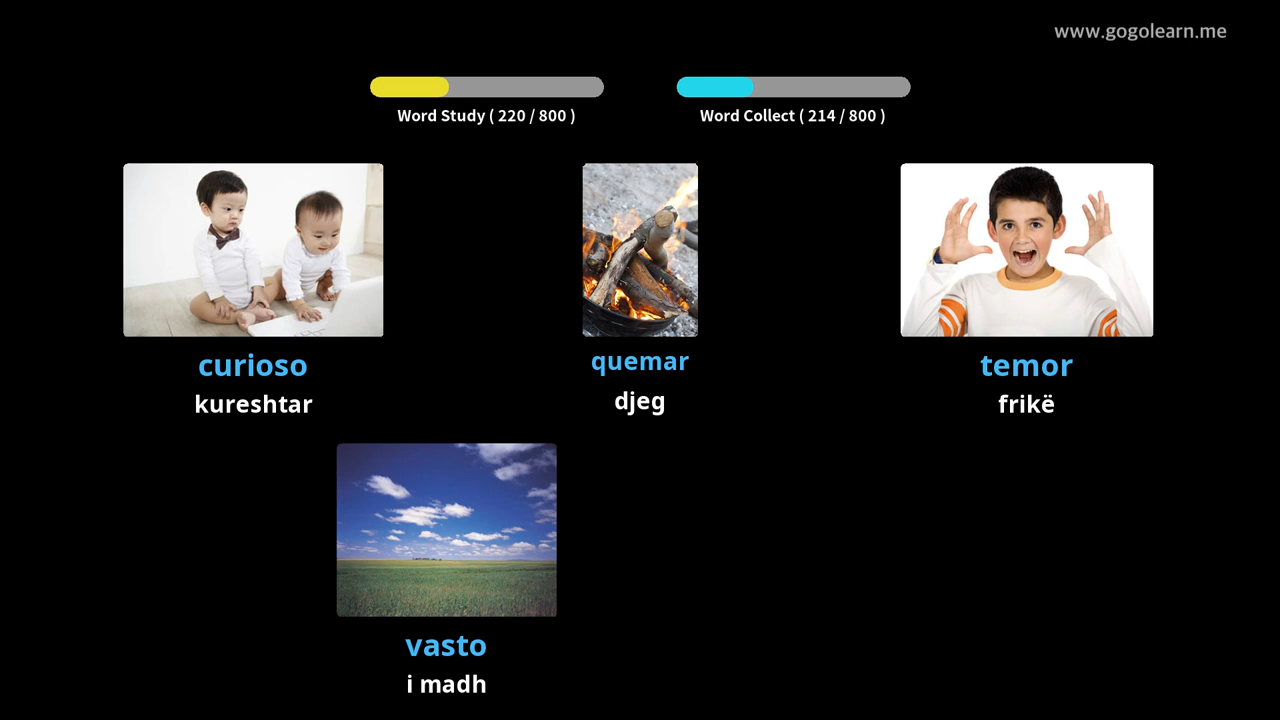 www.gogolearn.me
Word Study ( 220 / 800 )
Word Collect ( 214 / 800 )
curioso
kureshtar
quemar
djeg
temor
frikë
vasto
i madh